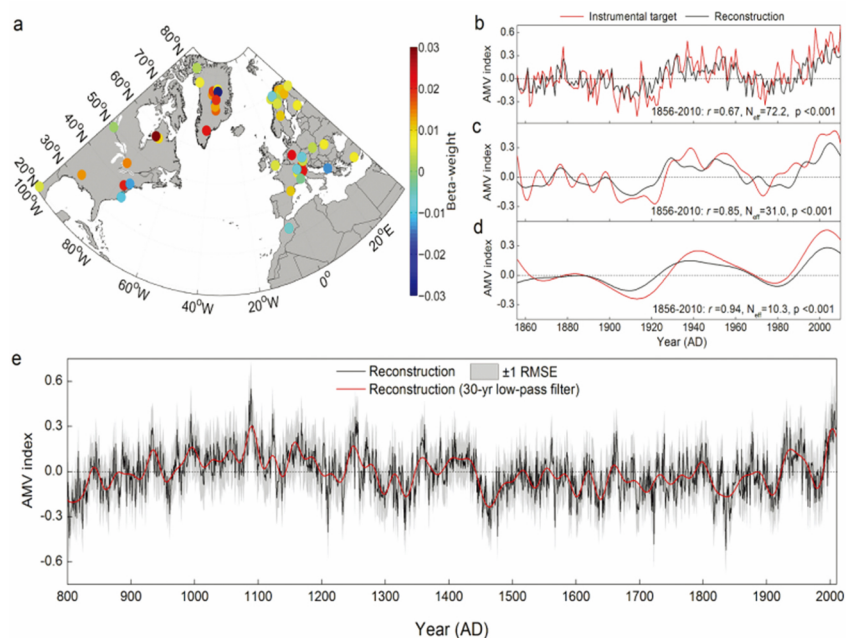 a
80°N
70°N
60°N
50°N
40°N
30°N
20°N
100°W
80°W
60°W
40°W
20°W
0°
20°E
0.03
0.02
0.01
0
−0.01
−0.02
−0.03
Beta-weight
Instrumental target
Reconstruction
b
AMV index
0.6
0.3
0.0
-0.3
1856-2010: r =0.67, Neff=72.2, p <0.001
c
AMV index
0.3
0.0
-0.3
1856-2010: r =0.85, Neff=31.0, p <0.001
d
AMV index
0.3
0.0
-0.3
1856-2010: r =0.94, Neff=10.3, p <0.001
1860 1880 1900 1920 1940 1960 1980 2000
Year (AD)
e
Reconstruction ±1 RMSE
Reconstruction (30-yr low-pass filter)
AMV index
0.6
0.3
0.0
-0.3
-0.6
800 900 1000 1100 1200 1300 1400 1500 1600 1700 1800 1900 2000
Year (AD)